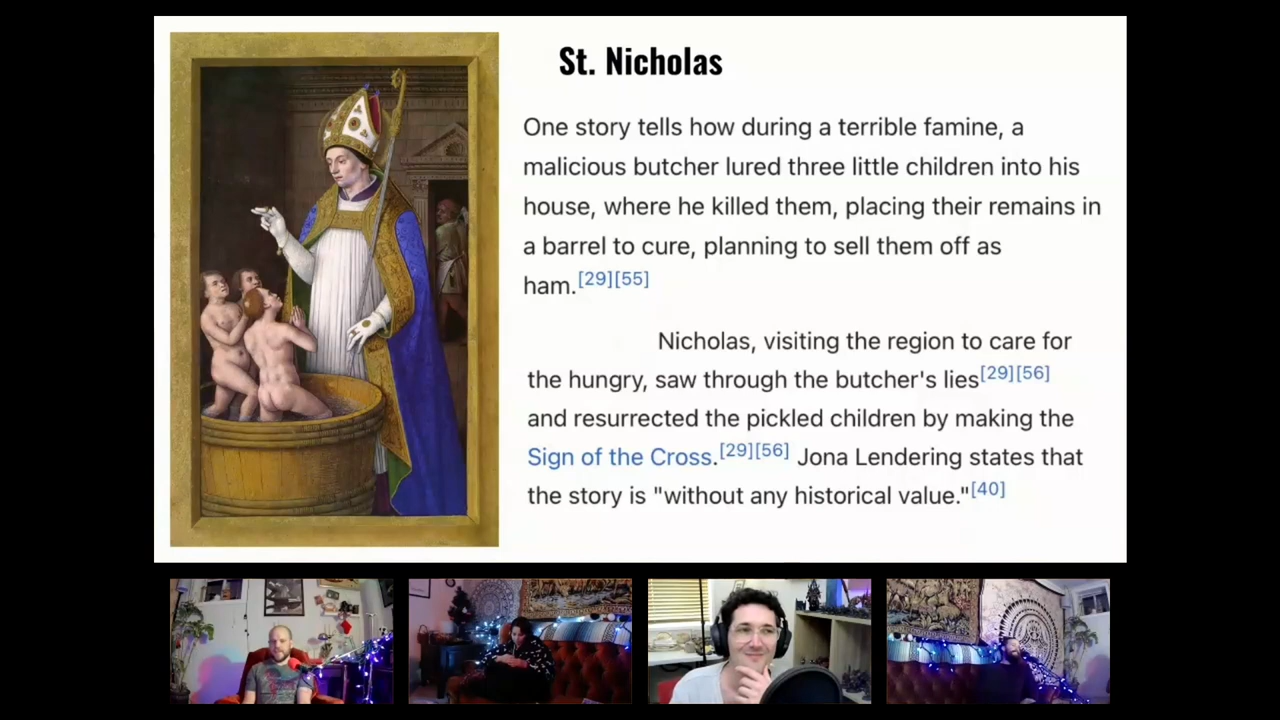 St. Nicholas
One story tells how during a terrible famine, a
malicious butcher lured three little children into his
house, where he killed them, placing their remains in
a barrel to cure, planning to sell them off as
ham.[29][55]
Nicholas, visiting the region to care for
the hungry, saw through the butcher's lies[29][56]
and resurrected the pickled children by making the
Sign of the Cross.[29][56] Jona Lendering states that
the story is "without any historical value."[40]